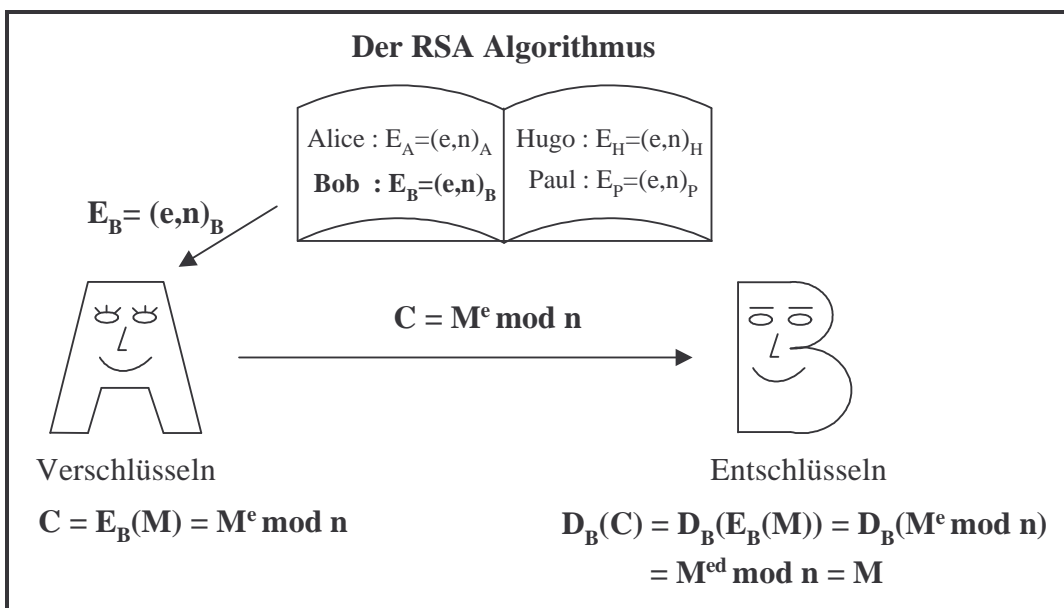 Der RSA Algorithmus
Alice : E_A=(e,n)_A
Bob : E_B=(e,n)_B
Hugo : E_H=(e,n)_H
Paul : E_P=(e,n)_P
E_B= (e,n)_B
C = M^e mod n
Verschlüsseln
C = E_B(M) = M^e mod n
Entschlüsseln
D_B(C) = D_B(E_B(M)) = D_B(M^e mod n)
= M^ed mod n = M